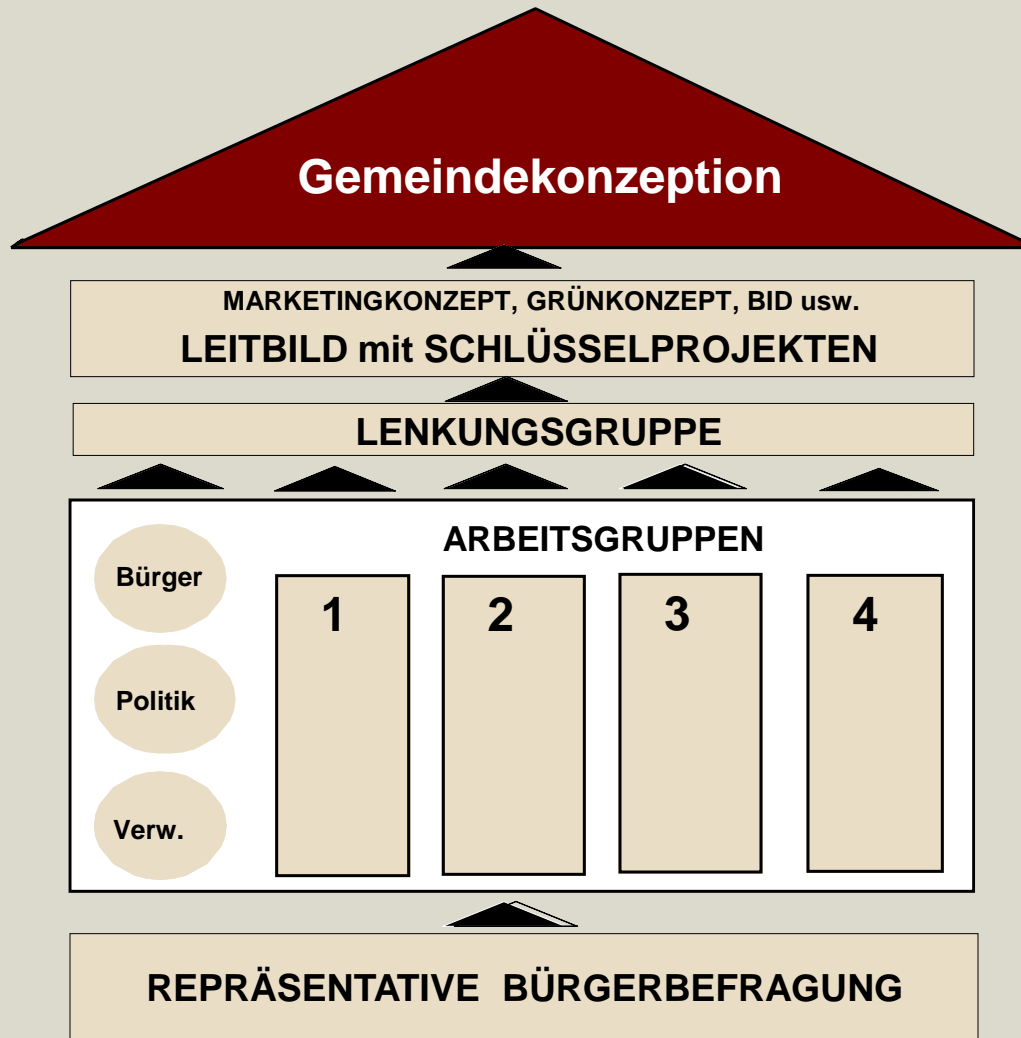 Gemeindekonzeption
MARKETINGKONZEPT, GRÜNKONZEPT, BID usw.
LEITBILD mit SCHLÜSSELPROJEKTEN
LENKUNGSGRUPPE
ARBEITSGRUPPEN
Bürger
1 2 3 4
Politik
Verw.
REPRÄSENTATIVE BÜRGERBEFRAGUNG